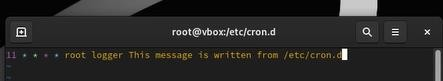 root@vbox:/etc/cron.d
11 * * * * root logger This message is written from /etc/cron.d
~
~